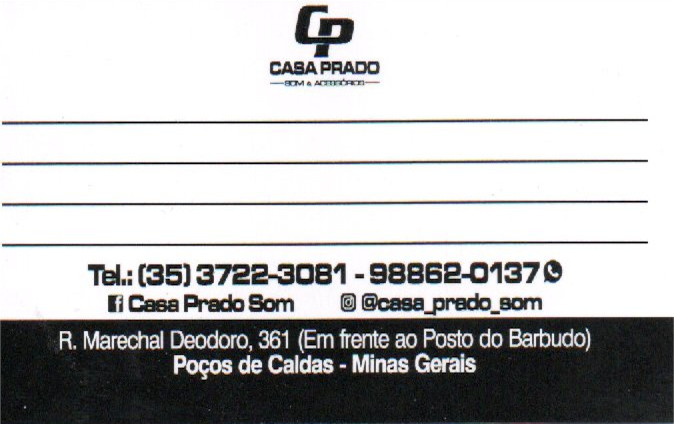 CP
CASA PRADO
SOM & ACESSÓRIOS
Tel.: (35) 3722-3081 - 98862-0137
Casa Prado Som @casa_prado_som
R. Marechal Deodoro, 361 (Em frente ao Posto do Barbudo)
Poços de Caldas - Minas Gerais